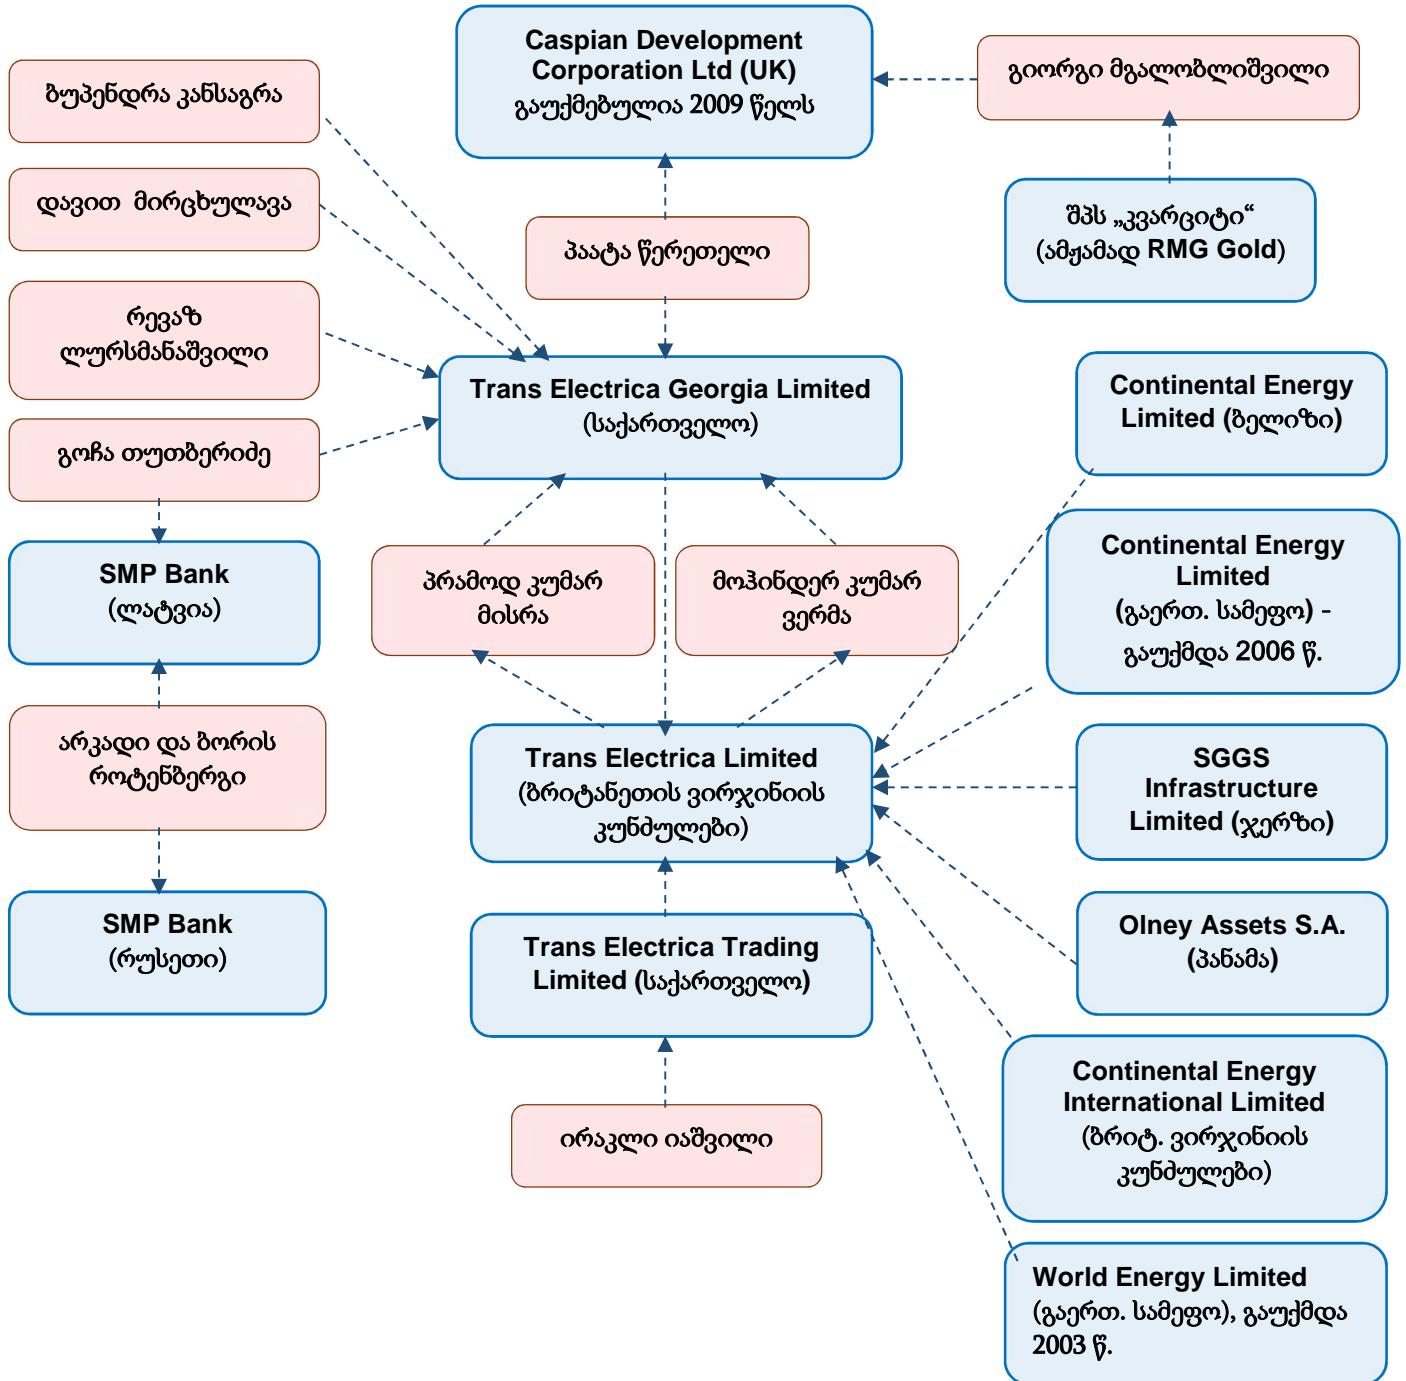 Caspian Development
Corporation Ltd (UK)
გაუქმებულია 2009 წელს
გიორგი მგალობლიშვილი
ბუპენდრა კანსაგრა
დავით მირცხულავა
შპს „კვარციტი“
(ამჟამად RMG Gold)
პაატა წერეთელი
რევაზ
ლურსმანაშვილი
Trans Electrica Georgia Limited
(საქართველო)
Continental Energy
Limited (ბელიზი)
გოჩა თუთბერიძე
SMP Bank
(ლატვია)
პრამოდ კუმარ
მისრა
მოჰინდერ კუმარ
ვერმა
Continental Energy
Limited
(გაერთ. სამეფო) -
გაუქმდა 2006 წ.
არკადი და ბორის
როტენბერგი
Trans Electrica Limited
(ბრიტანეთის ვირჯინიის
კუნძულები)
SGGS
Infrastructure
Limited (ჯერზი)
SMP Bank
(რუსეთი)
Trans Electrica Trading
Limited (საქართველო)
Olney Assets S.A.
(პანამა)
ირაკლი იაშვილი
Continental Energy
International Limited
(ბრიტ. ვირჯინიის
კუნძულები)
World Energy Limited
(გაერთ. სამეფო), გაუქმდა
2003 წ.